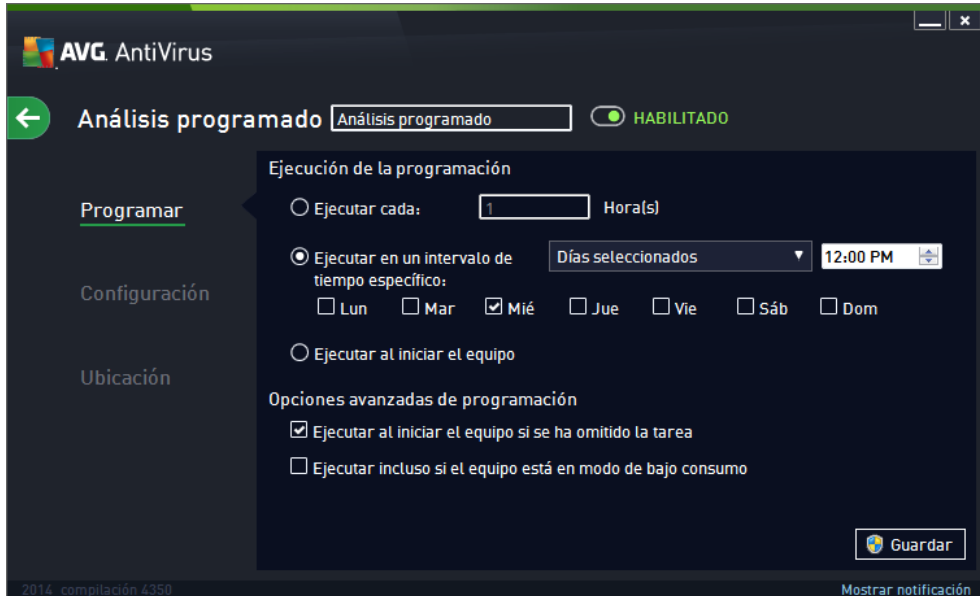 AVG. AntiVirus
Análisis programado
Análisis programado
HABILITADO
Programar
Configuración
Ubicación
Ejecución de la programación
Ejecutar cada:
1
Hora(s)
Ejecutar en un intervalo de
tiempo específico:
Días seleccionados
12:00 PM
Lun
Mar
Mié
Jue
Vie
Sáb
Dom
Ejecutar al iniciar el equipo
Opciones avanzadas de programación
Ejecutar al iniciar el equipo si se ha omitido la tarea
Ejecutar incluso si el equipo está en modo de bajo consumo
Guardar
2014 compilación 4350
Mostrar notificación